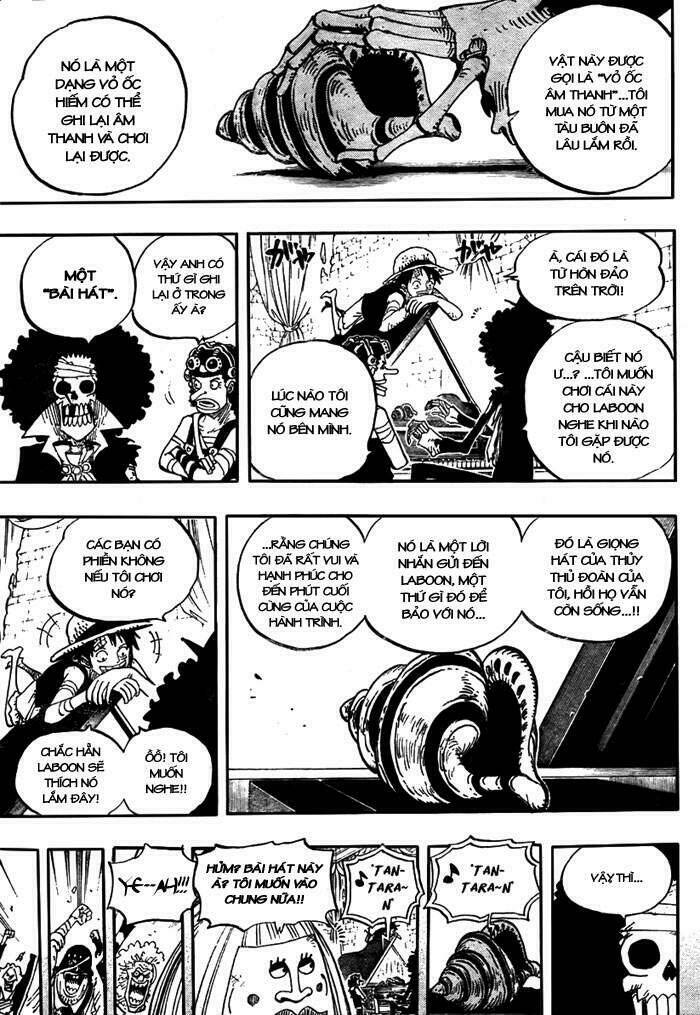 VẬT NÀY ĐƯỢC
GỌI LÀ "VỎ ỐC
ÂM THANH"...TÔI
MUA NÓ TỪ MỘT
TÀU BUÔN ĐÃ
LÂU LẮM RỒI.
NÓ LÀ MỘT
DẠNG VỎ ỐC
HIẾM CÓ THỂ
GHI LẠI ÂM
THANH VÀ CHƠI
LẠI ĐƯỢC.
À, CÁI ĐÓ LÀ
TỪ HÒN ĐẢO
TRÊN TRỜI!
CẬU BIẾT NÓ
Ư...? ...TÔI MUỐN
CHƠI CÁI NÀY
CHO LABOON
NGHE KHI NÀO
TÔI GẶP ĐƯỢC
NÓ.
LÚC NÀO TÔI
CŨNG MANG
NÓ BÊN MÌNH.
VẬY ANH CÓ
THỨ GÌ GHI
LẠI Ở TRONG
ẤY À?
MỘT
"BÀI HÁT".
ĐÓ LÀ GIỌNG
HÁT CỦA THỦY
THỦ ĐOÀN CỦA
TÔI, HỒI HỌ VẪN
CÒN SỐNG...!!
NÓ LÀ MỘT LỜI
NHẮN GỬI ĐẾN
LABOON, MỘT
THỨ GÌ ĐÓ ĐỂ
BẢO VỚI NÓ...
...RẰNG CHÚNG
TÔI ĐÃ RẤT VUI VÀ
HẠNH PHÚC CHO
ĐẾN PHÚT CUỐI
CÙNG CỦA CUỘC
HÀNH TRÌNH.
CÁC BẠN CÓ
PHIỀN KHÔNG
NẾU TÔI CHƠI
NÓ?
ỒỒ! TÔI
MUỐN
NGHE!!
CHẮC HẲN
LABOON SẼ
THÍCH NÓ
LẮM ĐÂY!
VẬY THÌ...
♪ 'TAN-
TARA~N'
♪ 'TAN-
TARA~
N'
HỬM? BÀI HÁT NÀY
À? TÔI MUỐN VÀO
CHUNG NỮA!!
YE--AH!!!